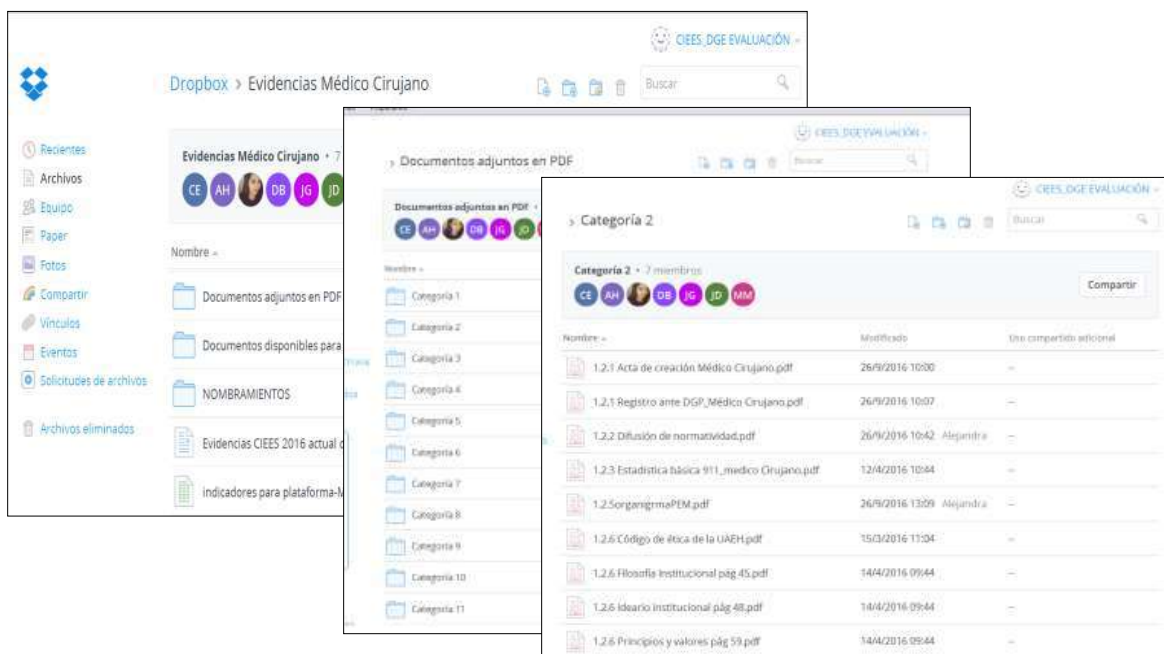 CIEES_DGE EVALUACIÓN
Dropbox > Evidencias Médico Cirujano
Buscar
Recientes
Archivos
Equipo
Paper
Fotos
Compartir
Vínculos
Eventos
Solicitudes de archivos
Archivos eliminados
Evidencias Médico Cirujano • 7
CE AH DB JG JD
Nombre
Documentos adjuntos en PDF
Documentos disponibles para
NOMBRAMIENTOS
Evidencias CIEES 2016 actual
indicadores para plataforma-M
CIEES_DGE EVALUACIÓN
> Documentos adjuntos en PDF
Buscar
Documentos adjuntos en PDF •
CE AH DB JG JD
Nombre
Categoría 1
Categoría 2
Categoría 3
Categoría 4
Categoría 5
Categoría 6
Categoría 7
Categoría 8
Categoría 9
Categoría 10
Categoría 11
CIEES_DGE EVALUACIÓN
> Categoría 2
Buscar
Categoría 2 • 7 miembros
CE AH DB JG JD MM
Compartir
Nombre Modificado Uso compartido adicional
1.2.1 Acta de creación Médico Cirujano.pdf 26/9/2016 10:00 --
1.2.1 Registro ante DGP_Médico Cirujano.pdf 26/9/2016 10:07 --
1.2.2 Difusión de normatividad.pdf 26/9/2016 10:42 Alejandra --
1.2.3 Estadística básica 911_medico Cirujano.pdf 12/4/2016 10:44 --
1.2.5organigrmaPEM.pdf 26/9/2016 13:09 Alejandra --
1.2.6 Código de ética de la UAEH.pdf 15/3/2016 11:04 --
1.2.6 Filosofía Institucional pág 45.pdf 14/4/2016 09:44 --
1.2.6 Ideario institucional pág 48.pdf 14/4/2016 09:44 --
1.2.6 Principios y valores pág 59.pdf 14/4/2016 09:44 --